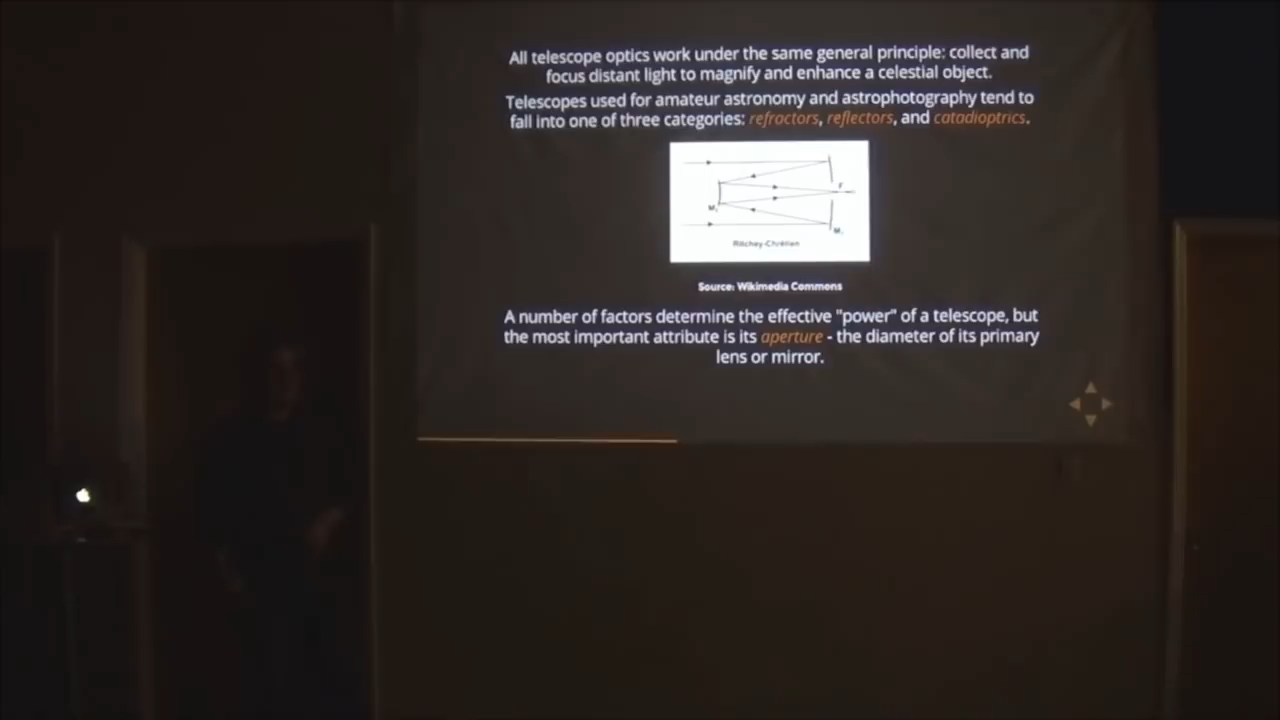 All telescope optics work under the same general principle: collect and
focus distant light to magnify and enhance a celestial object.
Telescopes used for amateur astronomy and astrophotography tend to
fall into one of three categories: refractors, reflectors, and catadioptrics.
F
M₁
Ritchey-Chrétien
Source: Wikimedia Commons
A number of factors determine the effective "power" of a telescope, but
the most important attribute is its aperture - the diameter of its primary
lens or mirror.